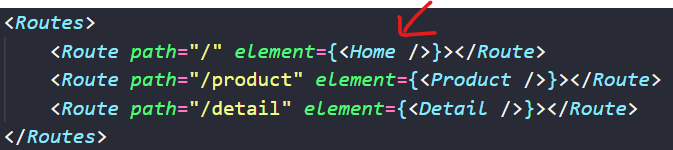 <Routes>
<Route path="/" element={<Home />}></Route>
<Route path="/product" element={<Product />}></Route>
<Route path="/detail" element={<Detail />}></Route>
</Routes>